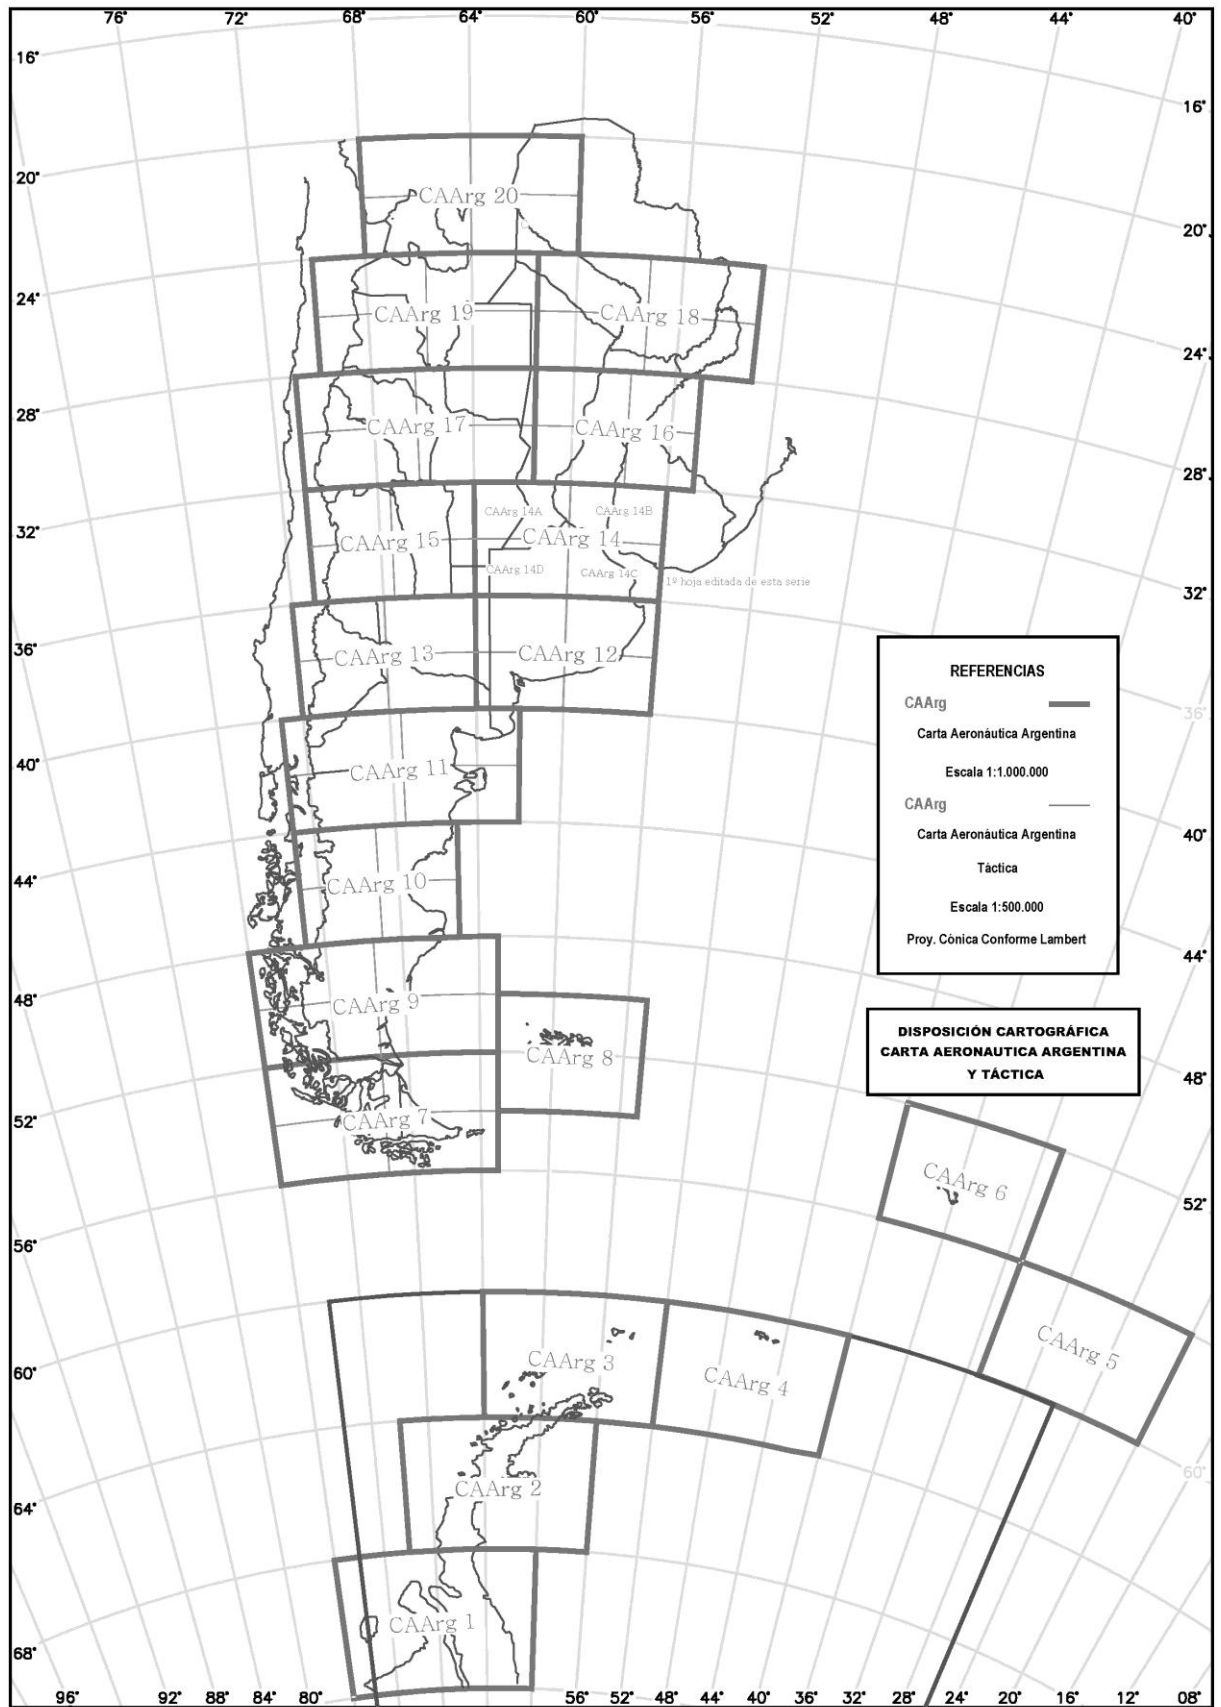 76° 72° 68° 64° 60° 56° 52° 48° 44° 40°
16°
16°
20°
CAArg 20
20°
24°
CAArg 19
CAArg 18
24°
28°
CAArg 17
CAArg 16
28°
32°
CAArg 14A
CAArg 14B
CAArg 15
CAArg 14
CAArg 14D
CAArg 14C
1º hoja editada de esta serie
32°
36°
CAArg 13
CAArg 12
REFERENCIAS
CAArg
Carta Aeronáutica Argentina
Escala 1:1.000.000
CAArg
Carta Aeronáutica Argentina
Táctica
Escala 1:500.000
Proy. Cónica Conforme Lambert
36°
40°
CAArg 11
40°
44°
CAArg 10
44°
48°
CAArg 9
CAArg 8
DISPOSICIÓN CARTOGRÁFICA
CARTA AERONAUTICA ARGENTINA
Y TÁCTICA
48°
52°
CAArg 7
CAArg 6
52°
56°
60°
CAArg 3
CAArg 4
CAArg 5
60°
64°
CAArg 2
CAArg 1
68°
96° 92° 88° 84° 80° 56° 52° 48° 44° 40° 36° 32° 28° 24° 20° 16° 12° 08°